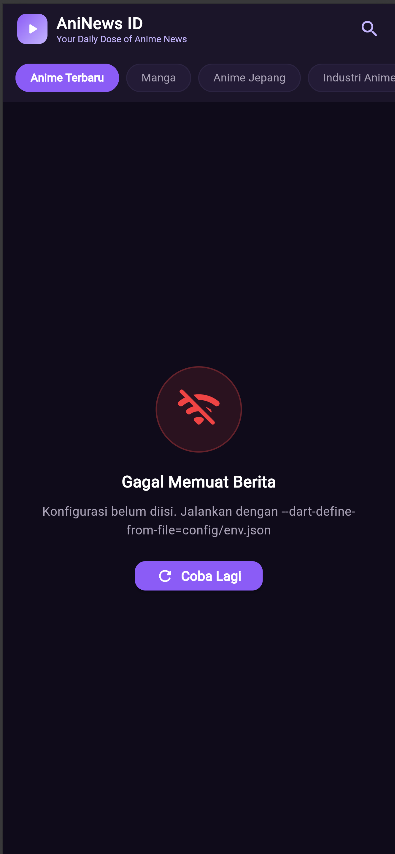 AniNews ID
Your Daily Dose of Anime News
Anime Terbaru
Manga
Anime Jepang
Industri Anime
Gagal Memuat Berita
Konfigurasi belum diisi. Jalankan dengan --dart-define-
from-file=config/env.json
Coba Lagi